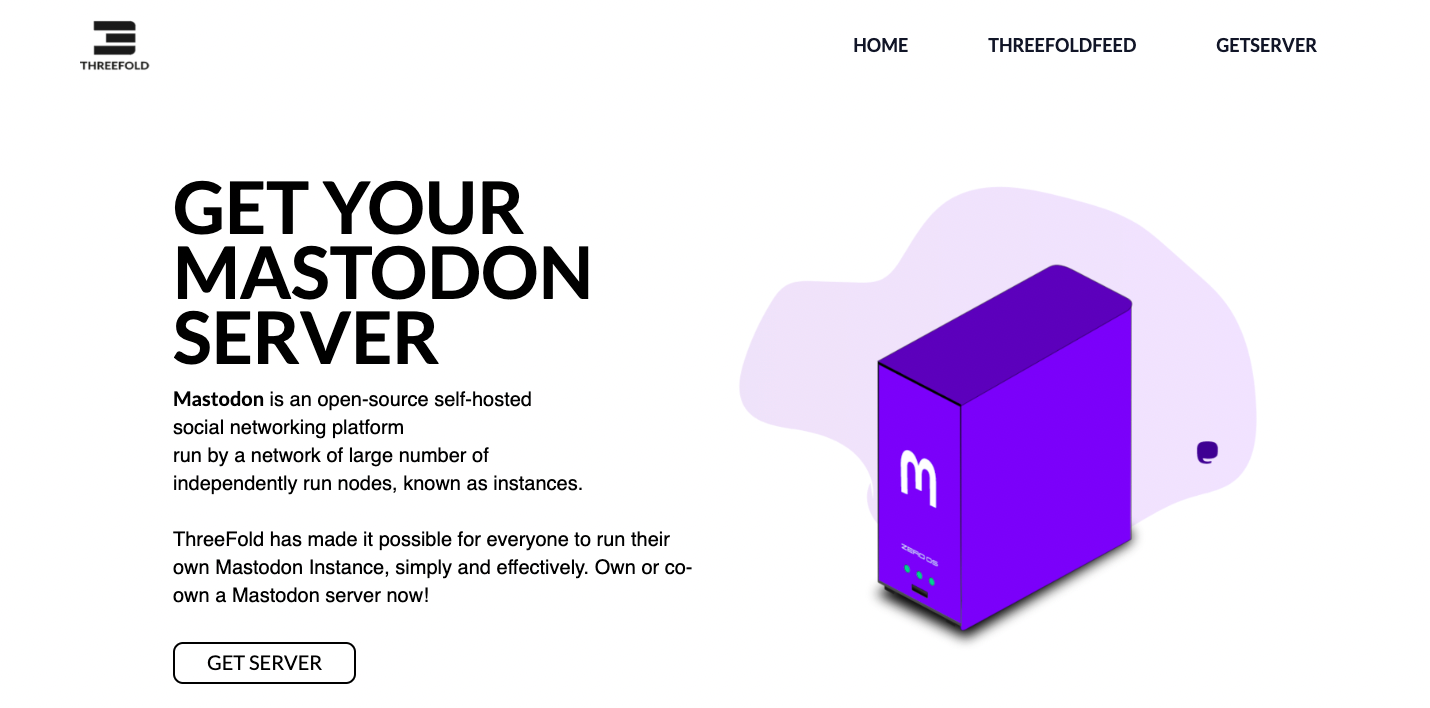 THREEFOLD
HOME
THREEFOLDFEED
GETSERVER
GET YOUR
MASTODON
SERVER
Mastodon is an open-source self-hosted
social networking platform
run by a network of large number of
independently run nodes, known as instances.
ThreeFold has made it possible for everyone to run their
own Mastodon Instance, simply and effectively. Own or co-
own a Mastodon server now!
GET SERVER
m
ZERO OS